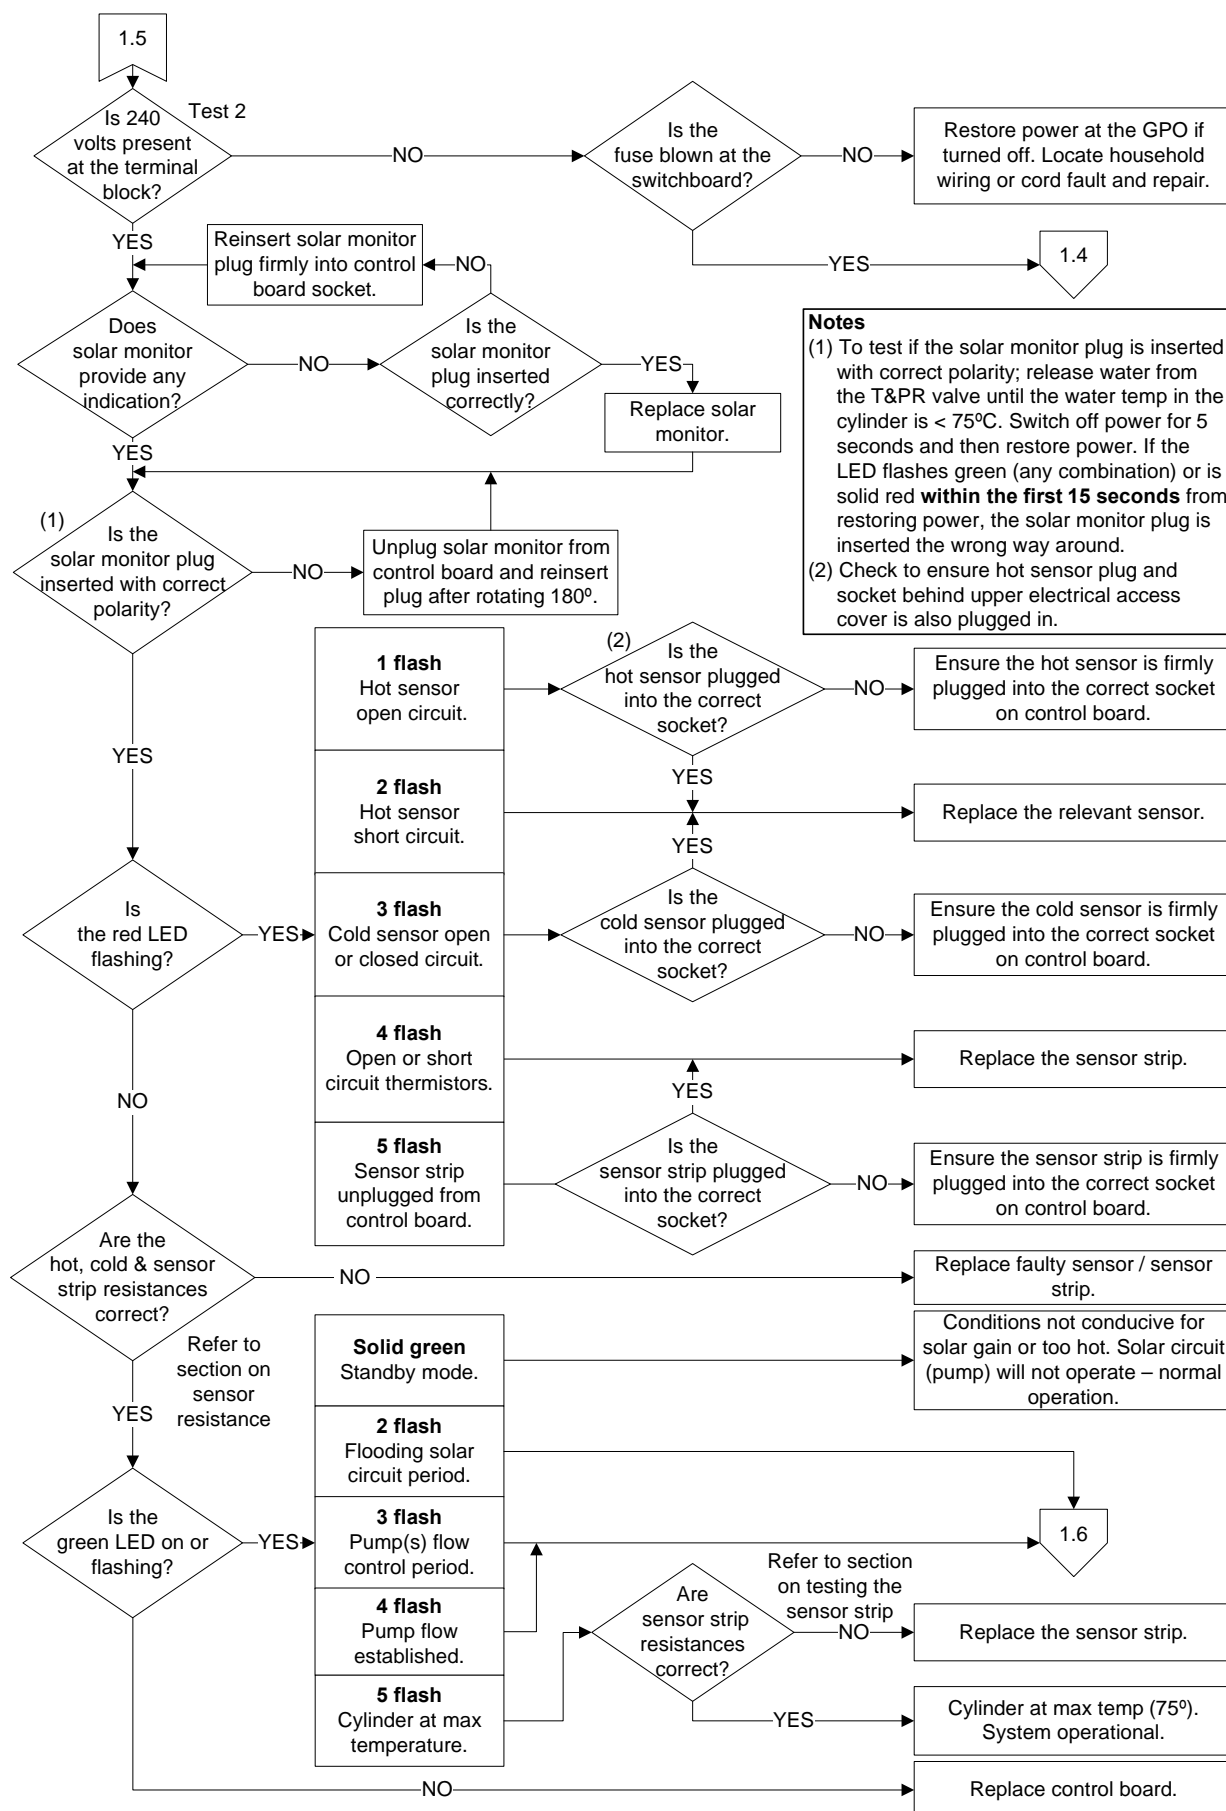 1.5
Is 240
volts present
at the terminal
block?
Test 2
NO
Is the
fuse blown at the
switchboard?
NO
Restore power at the GPO if
turned off. Locate household
wiring or cord fault and repair.
YES
YES
1.4
Reinsert solar monitor
plug firmly into control
board socket.
NO
Does
solar monitor
provide any
indication?
NO
Is the
solar monitor
plug inserted
correctly?
YES
Replace solar
monitor.
YES
Notes
(1) To test if the solar monitor plug is inserted
with correct polarity; release water from
the T&PR valve until the water temp in the
cylinder is < 75ºC. Switch off power for 5
seconds and then restore power. If the
LED flashes green (any combination) or is
solid red within the first 15 seconds from
restoring power, the solar monitor plug is
inserted the wrong way around.
(2) Check to ensure hot sensor plug and
socket behind upper electrical access
cover is also plugged in.
(1)
Is the
solar monitor plug
inserted with correct
polarity?
NO
Unplug solar monitor from
control board and reinsert
plug after rotating 180º.
YES
1 flash
Hot sensor
open circuit.
(2)
Is the
hot sensor plugged
into the correct
socket?
NO
Ensure the hot sensor is firmly
plugged into the correct socket
on control board.
YES
2 flash
Hot sensor
short circuit.
Replace the relevant sensor.
YES
Is
the red LED
flashing?
YES
3 flash
Cold sensor open
or closed circuit.
Is the
cold sensor plugged
into the correct
socket?
NO
Ensure the cold sensor is firmly
plugged into the correct socket
on control board.
NO
4 flash
Open or short
circuit thermistors.
Replace the sensor strip.
YES
5 flash
Sensor strip
unplugged from
control board.
Is the
sensor strip plugged
into the correct
socket?
NO
Ensure the sensor strip is firmly
plugged into the correct socket
on control board.
Are the
hot, cold & sensor
strip resistances
correct?
NO
Replace faulty sensor / sensor
strip.
Refer to
section on
sensor
resistance
YES
Solid green
Standby mode.
Conditions not conducive for
solar gain or too hot. Solar circuit
(pump) will not operate – normal
operation.
2 flash
Flooding solar
circuit period.
Is the
green LED on or
flashing?
YES
3 flash
Pump(s) flow
control period.
1.6
4 flash
Pump flow
established.
Are
sensor strip
resistances
correct?
Refer to section
on testing the
sensor strip
NO
Replace the sensor strip.
5 flash
Cylinder at max
temperature.
YES
Cylinder at max temp (75º).
System operational.
NO
Replace control board.